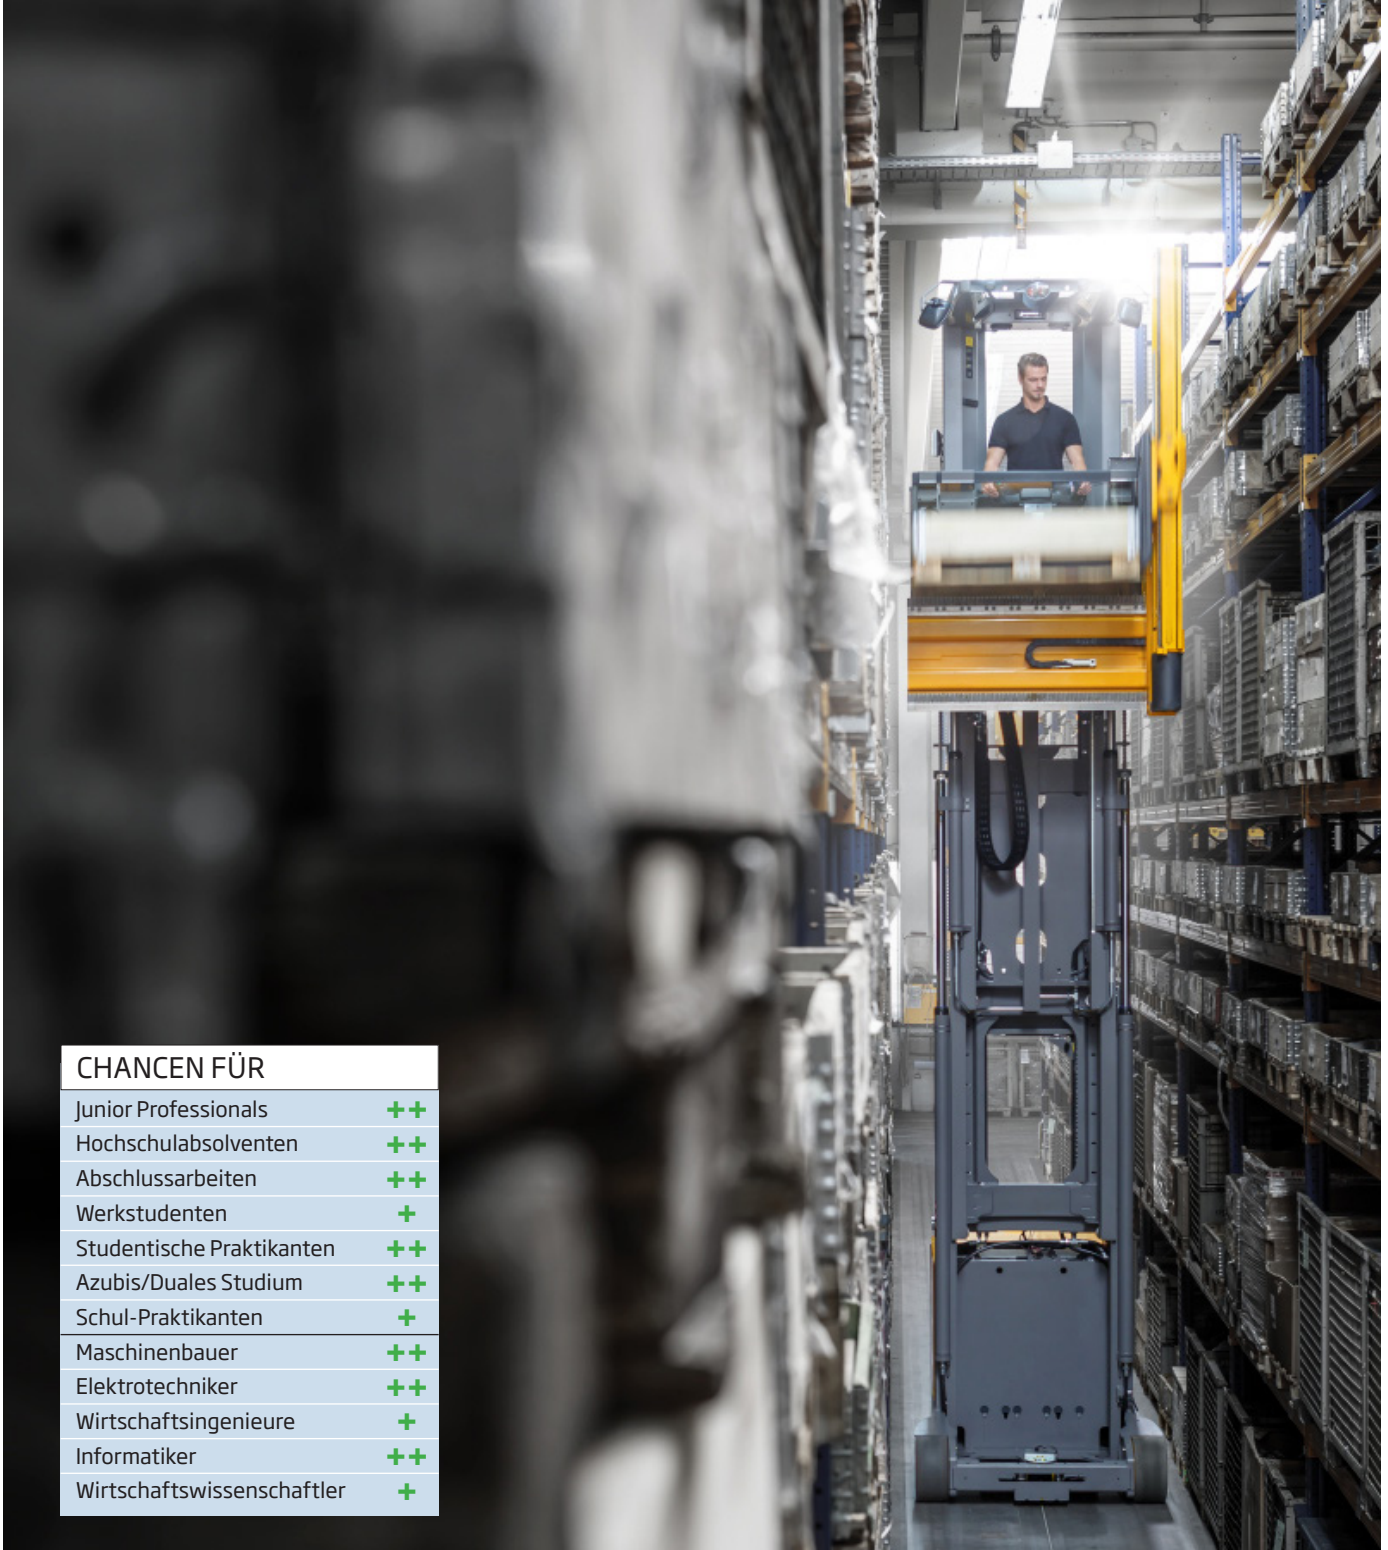 CHANCEN FÜR
Junior Professionals ++
Hochschulabsolventen ++
Abschlussarbeiten ++
Werkstudenten +
Studentische Praktikanten ++
Azubis/Duales Studium ++
Schul-Praktikanten +
Maschinenbauer ++
Elektrotechniker ++
Wirtschaftsingenieure +
Informatiker ++
Wirtschaftswissenschaftler +